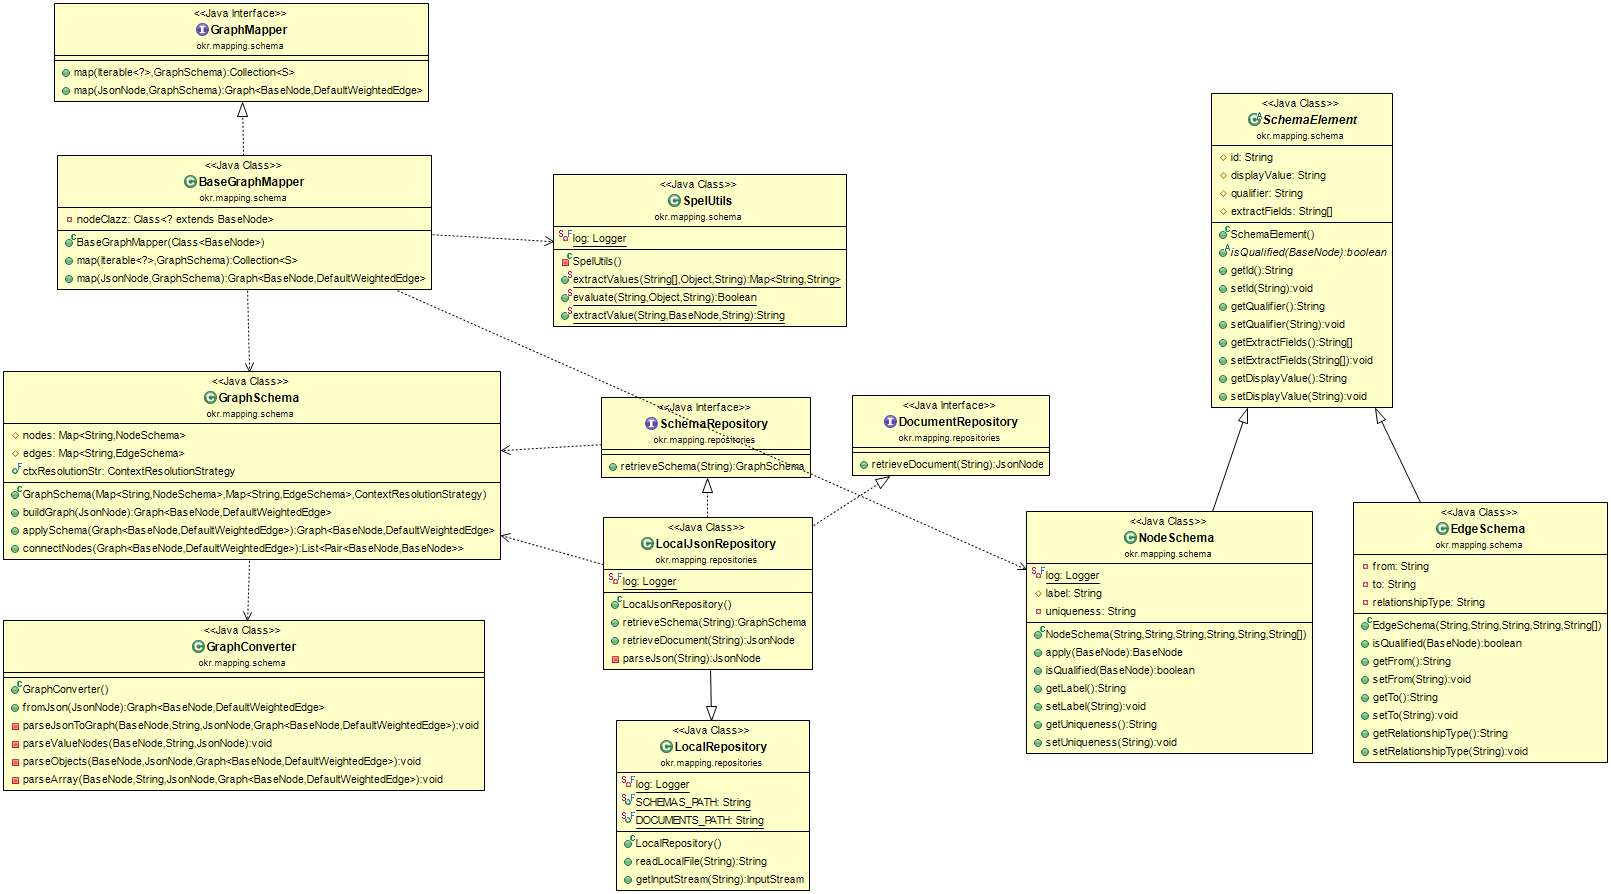 <<Java Interface>>
GraphMapper
okr.mapping.schema
map(Iterable<?>,GraphSchema):Collection<S>
map(JsonNode,GraphSchema):Graph<BaseNode,DefaultWeightedEdge>
<<Java Class>>
BaseGraphMapper
okr.mapping.schema
nodeClazz: Class<? extends BaseNode>
BaseGraphMapper(Class<BaseNode>)
map(Iterable<?>,GraphSchema):Collection<S>
map(JsonNode,GraphSchema):Graph<BaseNode,DefaultWeightedEdge>
<<Java Class>>
SpelUtils
okr.mapping.schema
log: Logger
SpelUtils()
extractValues(String[],Object,String):Map<String,String>
evaluate(String,Object,String):Boolean
extractValue(String,BaseNode,String):String
<<Java Class>>
SchemaElement
okr.mapping.schema
id: String
displayValue: String
qualifier: String
extractFields: String[]
SchemaElement()
isQualified(BaseNode):boolean
getId():String
setId(String):void
getQualifier():String
setQualifier(String):void
getExtractFields():String[]
setExtractFields(String[]):void
getDisplayValue():String
setDisplayValue(String):void
<<Java Class>>
GraphSchema
okr.mapping.schema
nodes: Map<String,NodeSchema>
edges: Map<String,EdgeSchema>
ctxResolutionStr: ContextResolutionStrategy
GraphSchema(Map<String,NodeSchema>,Map<String,EdgeSchema>,ContextResolutionStrategy)
buildGraph(JsonNode):Graph<BaseNode,DefaultWeightedEdge>
applySchema(Graph<BaseNode,DefaultWeightedEdge>):Graph<BaseNode,DefaultWeightedEdge>
connectNodes(Graph<BaseNode,DefaultWeightedEdge>):List<Pair<BaseNode,BaseNode>>
<<Java Interface>>
SchemaRepository
okr.mapping.repositories
retrieveSchema(String):GraphSchema
<<Java Interface>>
DocumentRepository
okr.mapping.repositories
retrieveDocument(String):JsonNode
<<Java Class>>
LocalJsonRepository
okr.mapping.repositories
log: Logger
LocalJsonRepository()
retrieveSchema(String):GraphSchema
retrieveDocument(String):JsonNode
parseJson(String):JsonNode
<<Java Class>>
NodeSchema
okr.mapping.schema
log: Logger
label: String
uniqueness: String
NodeSchema(String,String,String,String,String,String[])
apply(BaseNode):BaseNode
isQualified(BaseNode):boolean
getLabel():String
setLabel(String):void
getUniqueness():String
setUniqueness(String):void
<<Java Class>>
EdgeSchema
okr.mapping.schema
from: String
to: String
relationshipType: String
EdgeSchema(String,String,String,String,String[])
isQualified(BaseNode):boolean
getFrom():String
setFrom(String):void
getTo():String
setTo(String):void
getRelationshipType():String
setRelationshipType(String):void
<<Java Class>>
GraphConverter
okr.mapping.schema
GraphConverter()
fromJson(JsonNode):Graph<BaseNode,DefaultWeightedEdge>
parseJsonToGraph(BaseNode,String,JsonNode,Graph<BaseNode,DefaultWeightedEdge>):void
parseValueNodes(BaseNode,String,JsonNode):void
parseObjects(BaseNode,JsonNode,Graph<BaseNode,DefaultWeightedEdge>):void
parseArray(BaseNode,String,JsonNode,Graph<BaseNode,DefaultWeightedEdge>):void
<<Java Class>>
LocalRepository
okr.mapping.repositories
log: Logger
SCHEMAS_PATH: String
DOCUMENTS_PATH: String
LocalRepository()
readLocalFile(String):String
getInputStream(String):InputStream